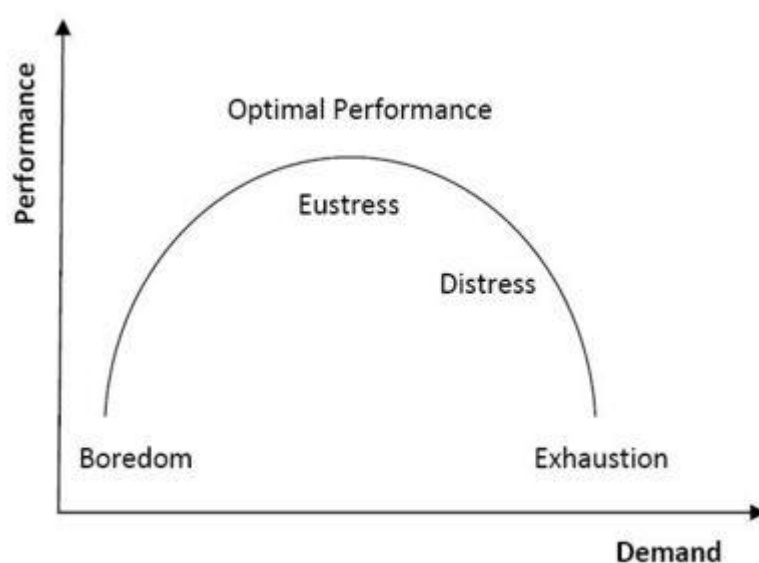 Performance
Optimal Performance
Eustress
Distress
Boredom
Exhaustion
Demand